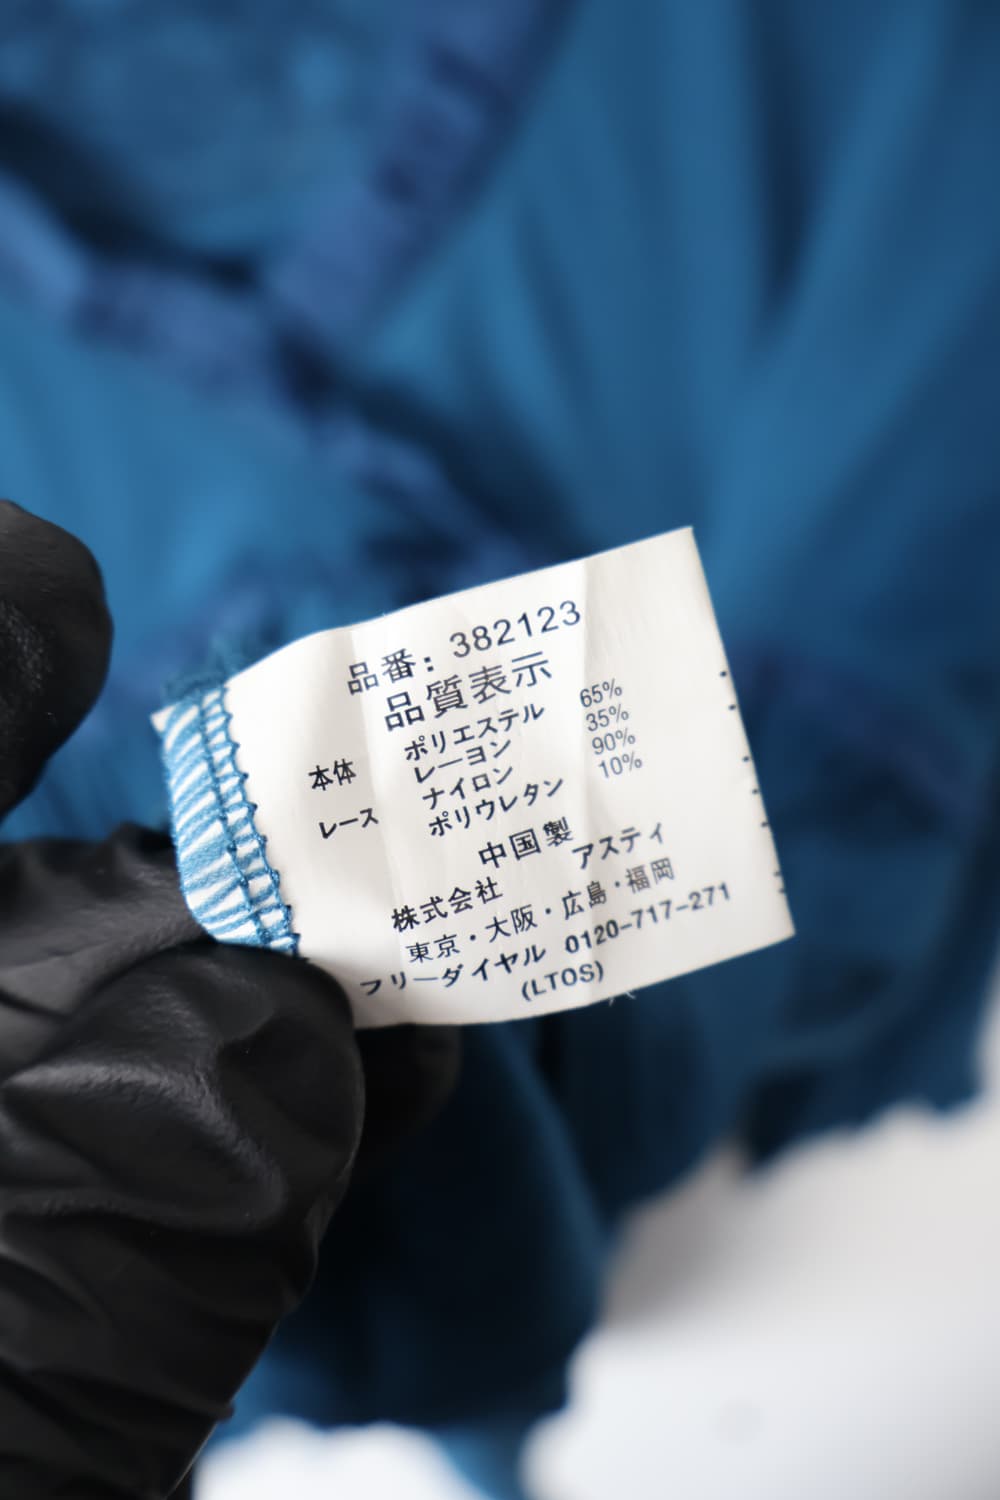 品番: 382123
品質表示
本体 ポリエステル 65%
レーヨン 35%
レース ナイロン 90%
ポリウレタン 10%
中国製
株式会社 アスティ
東京・大阪・広島・福岡
フリーダイヤル 0120-717-271
(LTOS)